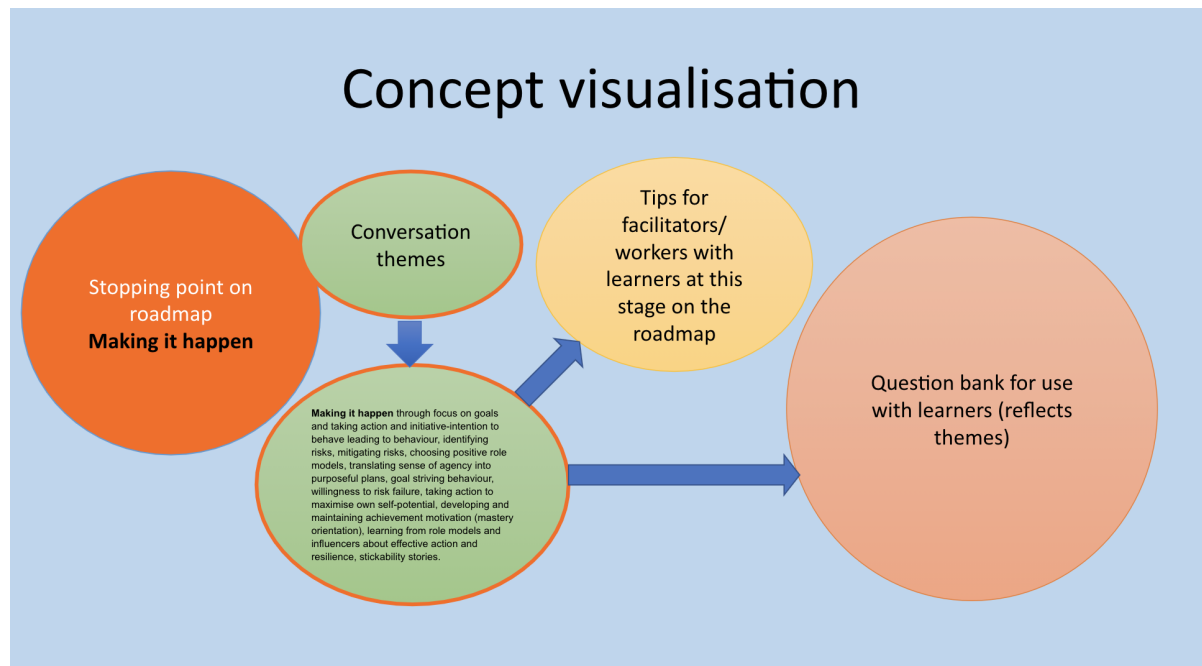 Concept visualisation
Stopping point on
roadmap
Making it happen
Conversation
themes
Making it happen through focus on goals
and taking action and initiative-intention to
behave leading to behaviour, identifying
risks, mitigating risks, choosing positive role
models, translating sense of agency into
purposeful plans, goal striving behaviour,
willingness to risk failure, taking action to
maximise own self-potential, developing and
maintaining achievement motivation (mastery
orientation), learning from role models and
influencers about effective action and
resilience, stickability stories.
Tips for
facilitators/
workers with
learners at this
stage on the
roadmap
Question bank for use
with learners (reflects
themes)